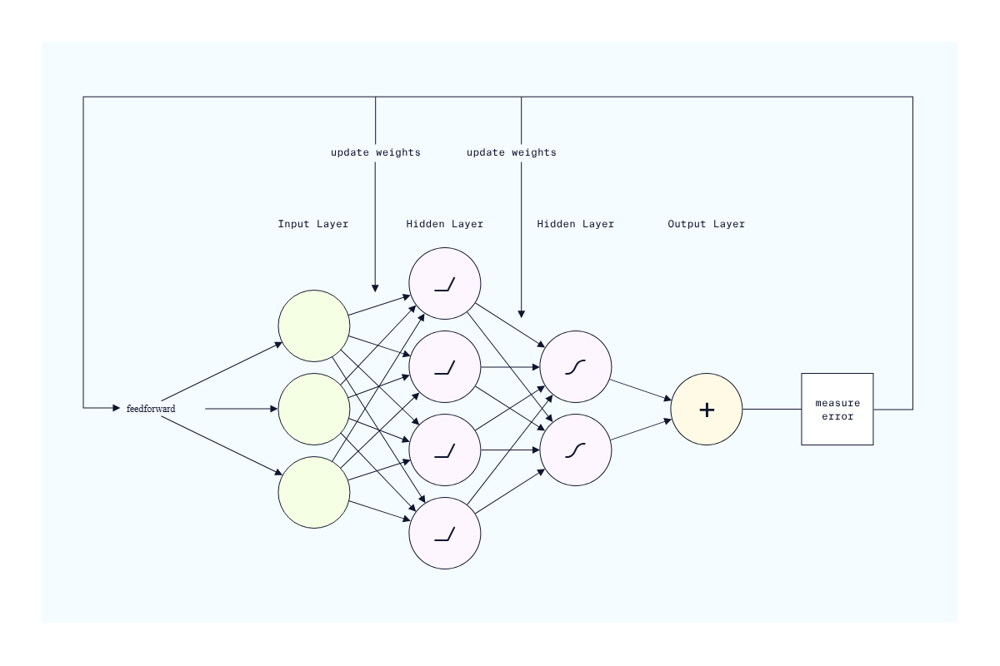 update weights
update weights
Input Layer
Hidden Layer
Hidden Layer
Output Layer
feedforward
+
measure
error